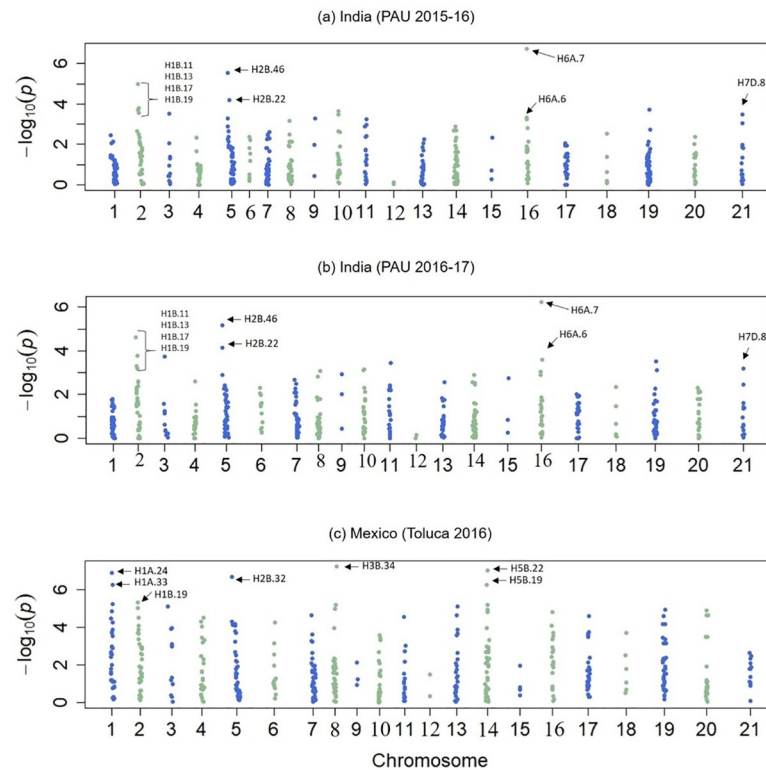 (a) India (PAU 2015-16)
−log10(p)
6
4
2
0
H1B.11
H1B.13
H1B.17
H1B.19
H2B.46
H2B.22
H6A.7
H6A.6
H7D.8
1 2 3 4 5 6 7 8 9 10 11 12 13 14 15 16 17 18 19 20 21
(b) India (PAU 2016-17)
−log10(p)
6
4
2
0
H1B.11
H1B.13
H1B.17
H1B.19
H2B.46
H2B.22
H6A.7
H6A.6
H7D.8
1 2 3 4 5 6 7 8 9 10 11 12 13 14 15 16 17 18 19 20 21
(c) Mexico (Toluca 2016)
−log10(p)
6
4
2
0
H1A.24
H1A.33
H1B.19
H2B.32
H3B.34
H5B.22
H5B.19
1 2 3 4 5 6 7 8 9 10 11 12 13 14 15 16 17 18 19 20 21
Chromosome